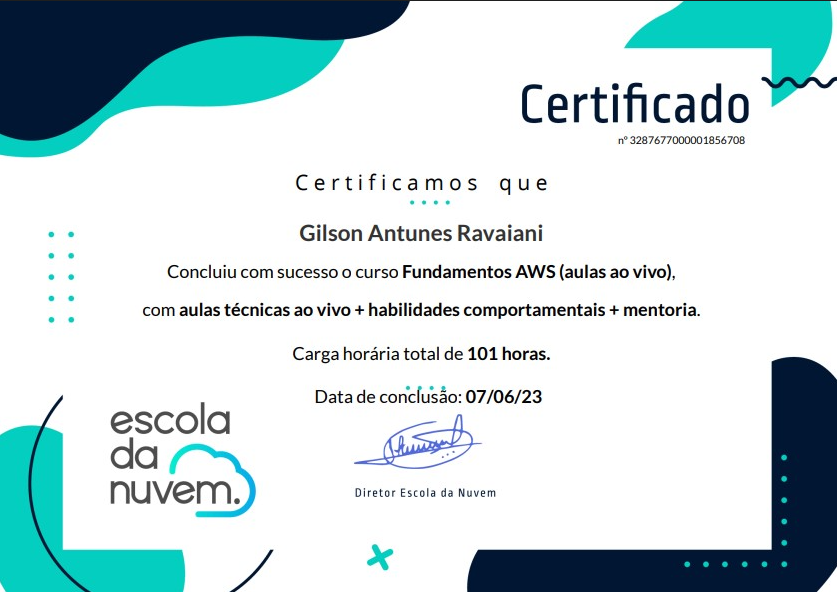 Certificado
nº 3287677000001856708
Certificamos que
Gilson Antunes Ravaiani
Concluiu com sucesso o curso Fundamentos AWS (aulas ao vivo),
com aulas técnicas ao vivo + habilidades comportamentais + mentoria.
Carga horária total de 101 horas.
Data de conclusão: 07/06/23
escola
da
nuvem.
Diretor Escola da Nuvem